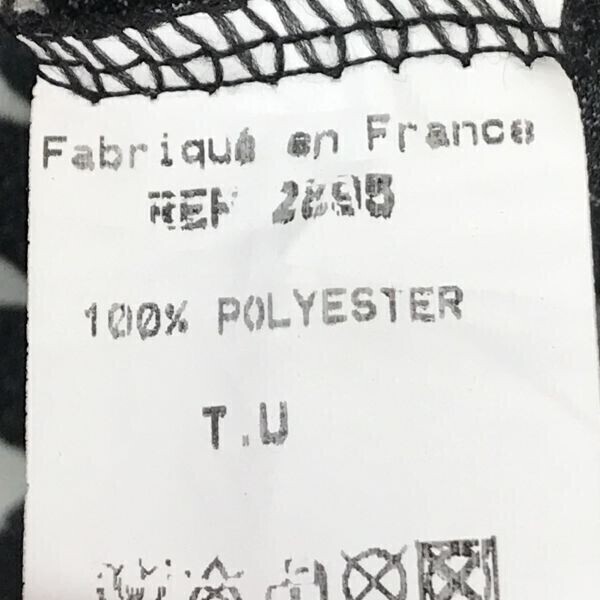 Fabriqué en France
REF
100% POLYESTER
T.U